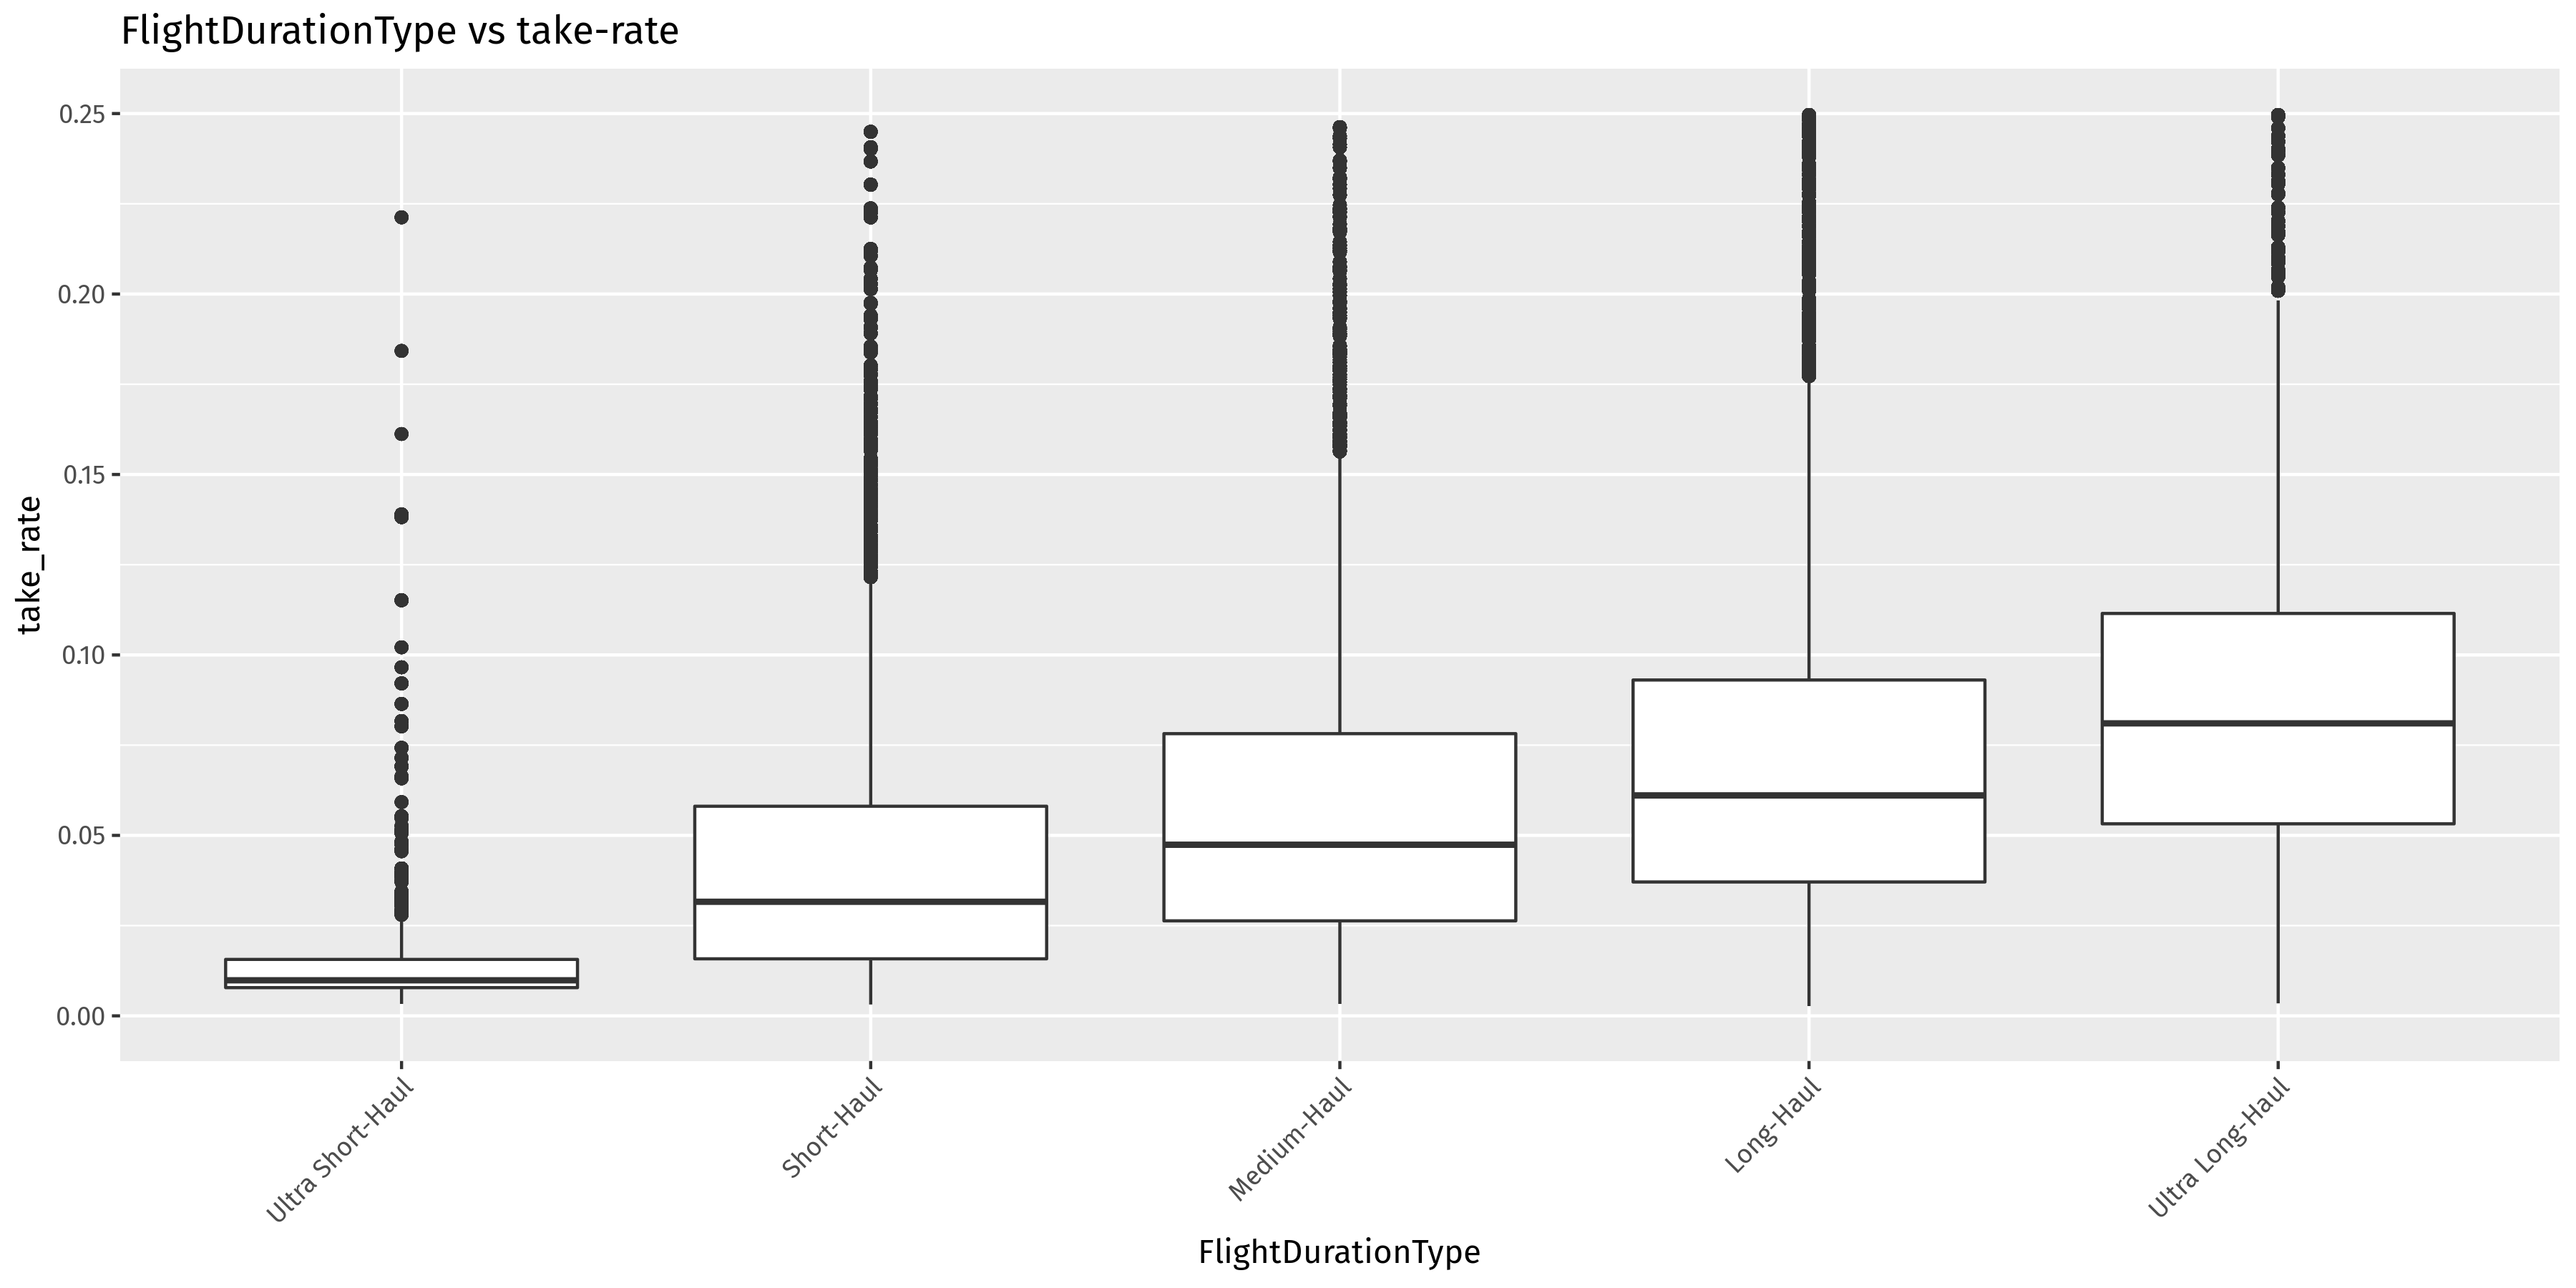 FlightDurationType vs take-rate
take_rate
0.25
0.20
0.15
0.10
0.05
0.00
Ultra Short-Haul
Short-Haul
Medium-Haul
Long-Haul
Ultra Long-Haul
FlightDurationType